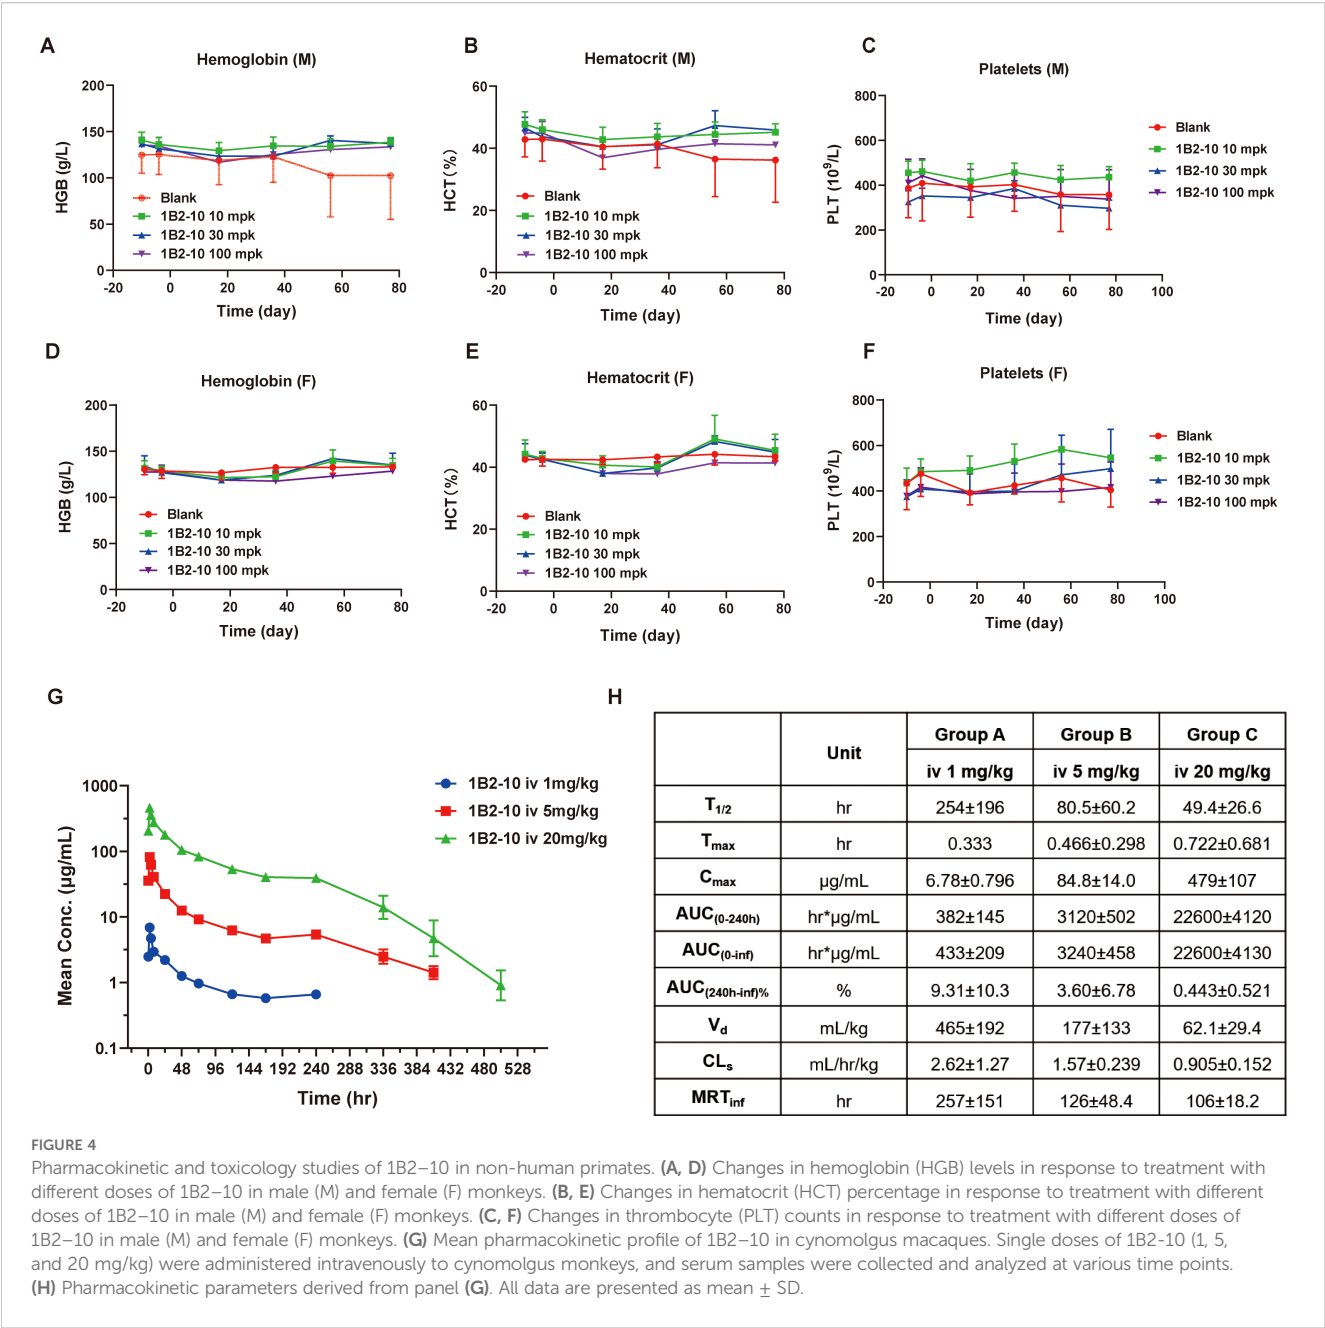 A
Hemoglobin (M)
HGB (g/L)
200
150
100
50
0
-20 0 20 40 60 80
Time (day)
Blank
1B2-10 10 mpk
1B2-10 30 mpk
1B2-10 100 mpk
B
Hematocrit (M)
HCT (%)
60
40
20
0
-20 0 20 40 60 80
Time (day)
Blank
1B2-10 10 mpk
1B2-10 30 mpk
1B2-10 100 mpk
C
Platelets (M)
PLT (10⁹/L)
800
600
400
200
0
-20 0 20 40 60 80 100
Time (day)
Blank
1B2-10 10 mpk
1B2-10 30 mpk
1B2-10 100 mpk
D
Hemoglobin (F)
HGB (g/L)
200
150
100
50
0
-20 0 20 40 60 80
Time (day)
Blank
1B2-10 10 mpk
1B2-10 30 mpk
1B2-10 100 mpk
E
Hematocrit (F)
HCT (%)
60
40
20
0
-20 0 20 40 60 80
Time (day)
Blank
1B2-10 10 mpk
1B2-10 30 mpk
1B2-10 100 mpk
F
Platelets (F)
PLT (10⁹/L)
800
600
400
200
0
-20 0 20 40 60 80 100
Time (day)
Blank
1B2-10 10 mpk
1B2-10 30 mpk
1B2-10 100 mpk
G
Mean Conc. (µg/mL)
1000
100
10
1
0.1
0 48 96 144 192 240 288 336 384 432 480 528
Time (hr)
1B2-10 iv 1mg/kg
1B2-10 iv 5mg/kg
1B2-10 iv 20mg/kg
H
Unit Group A Group B Group C
iv 1 mg/kg iv 5 mg/kg iv 20 mg/kg
T1/2 hr 254±196 80.5±60.2 49.4±26.6
Tmax hr 0.333 0.466±0.298 0.722±0.681
Cmax µg/mL 6.78±0.796 84.8±14.0 479±107
AUC(0-240h) hr*µg/mL 382±145 3120±502 22600±4120
AUC(0-inf) hr*µg/mL 433±209 3240±458 22600±4130
AUC(240h-inf)% % 9.31±10.3 3.60±6.78 0.443±0.521
Vd mL/kg 465±192 177±133 62.1±29.4
CLs mL/hr/kg 2.62±1.27 1.57±0.239 0.905±0.152
MRTinf hr 257±151 126±48.4 106±18.2
FIGURE 4
Pharmacokinetic and toxicology studies of 1B2–10 in non-human primates. (A, D) Changes in hemoglobin (HGB) levels in response to treatment with
different doses of 1B2–10 in male (M) and female (F) monkeys. (B, E) Changes in hematocrit (HCT) percentage in response to treatment with different
doses of 1B2–10 in male (M) and female (F) monkeys. (C, F) Changes in thrombocyte (PLT) counts in response to treatment with different doses of
1B2–10 in male (M) and female (F) monkeys. (G) Mean pharmacokinetic profile of 1B2–10 in cynomolgus macaques. Single doses of 1B2-10 (1, 5,
and 20 mg/kg) were administered intravenously to cynomolgus monkeys, and serum samples were collected and analyzed at various time points.
(H) Pharmacokinetic parameters derived from panel (G). All data are presented as mean ± SD.